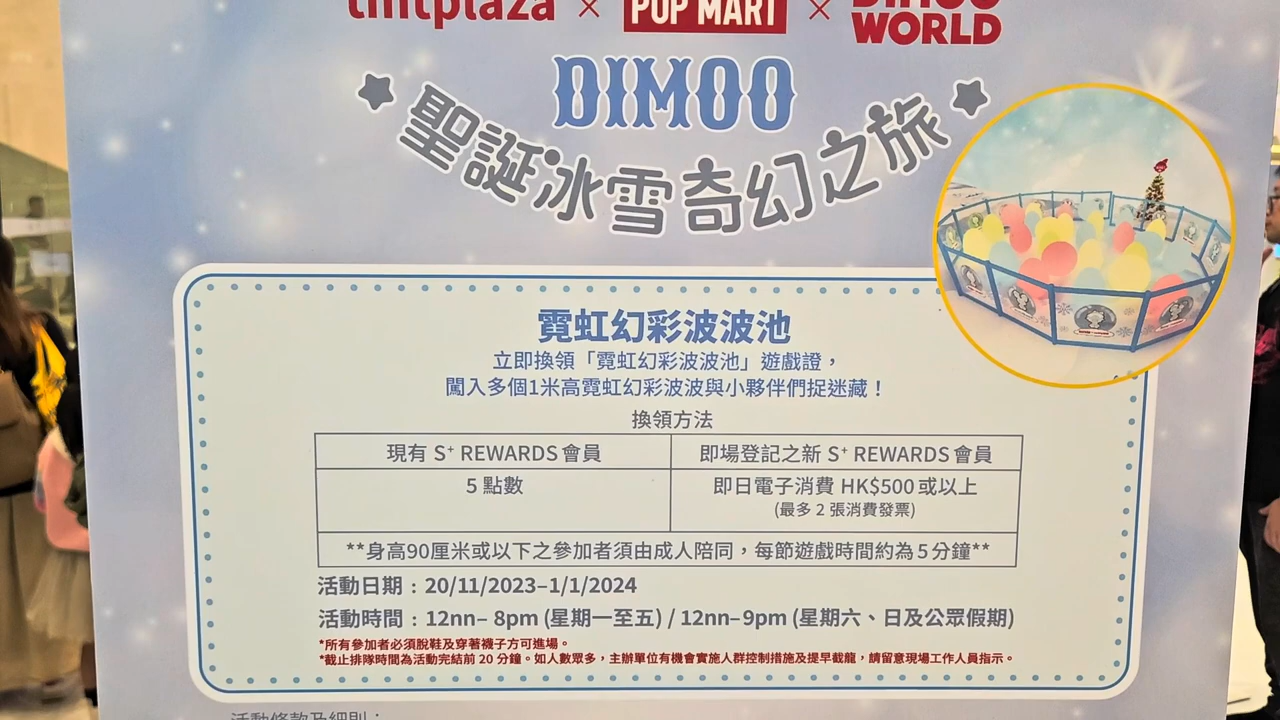 tmtplaza × POP MART × DIMOO WORLD
DIMOO
聖誕冰雪奇幻之旅
霓虹幻彩波波池
立即換領「霓虹幻彩波波池」遊戲證，
闖入多個1米高霓虹幻彩波波與小夥伴們捉迷藏！
換領方法
現有 S⁺ REWARDS 會員
即場登記之新 S⁺ REWARDS 會員
5 點數
即日電子消費 HK$500 或以上
(最多 2 張消費發票)
**身高90厘米或以下之參加者須由成人陪同，每節遊戲時間約為 5 分鐘**
活動日期：20/11/2023–1/1/2024
活動時間：12nn– 8pm (星期一至五) / 12nn–9pm (星期六、日及公眾假期)
*所有參加者必須脫鞋及穿著襪子方可進場。
*截止排隊時間為活動完結前 20 分鐘。如人數眾多，主辦單位有機會實施人群控制措施及提早截龍，請留意現場工作人員指示。
活動條款及細則：